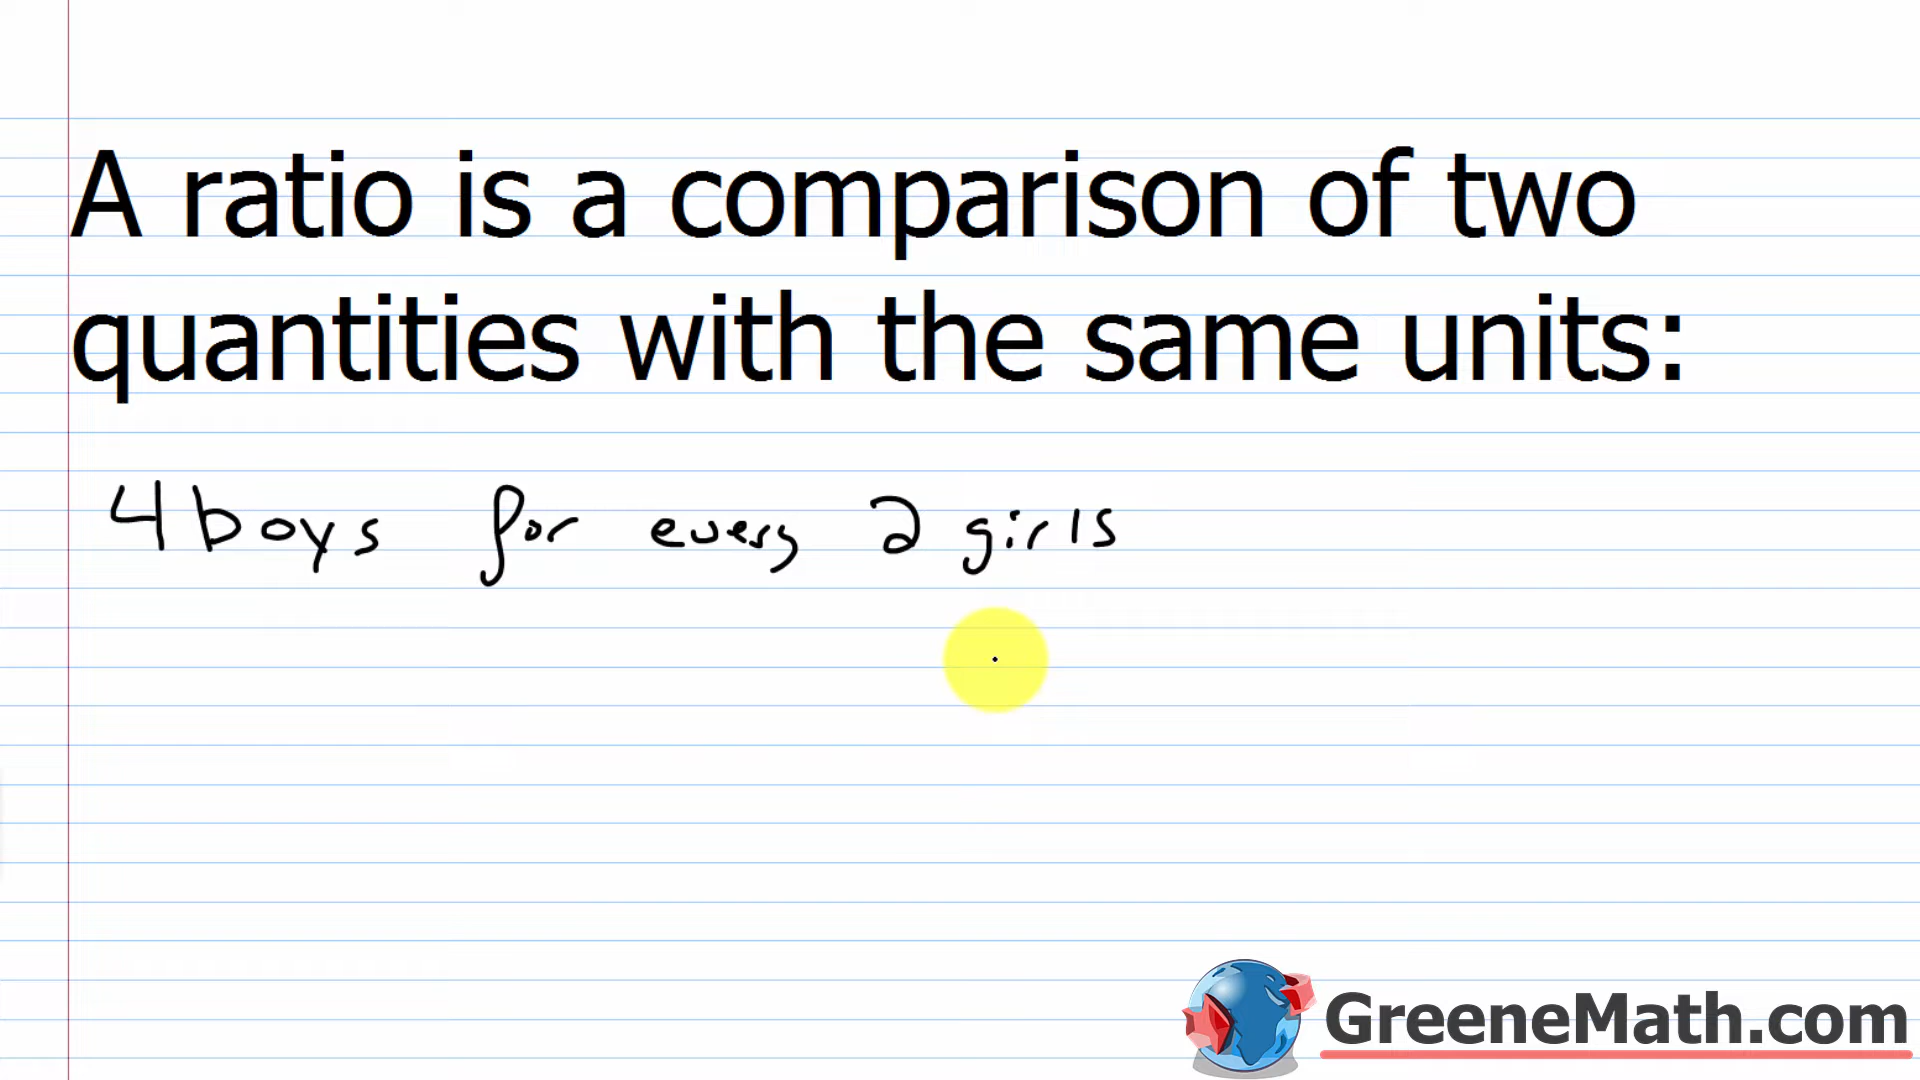 A ratio is a comparison of two
quantities with the same units:
4 boys for every 2 girls
GreeneMath.com